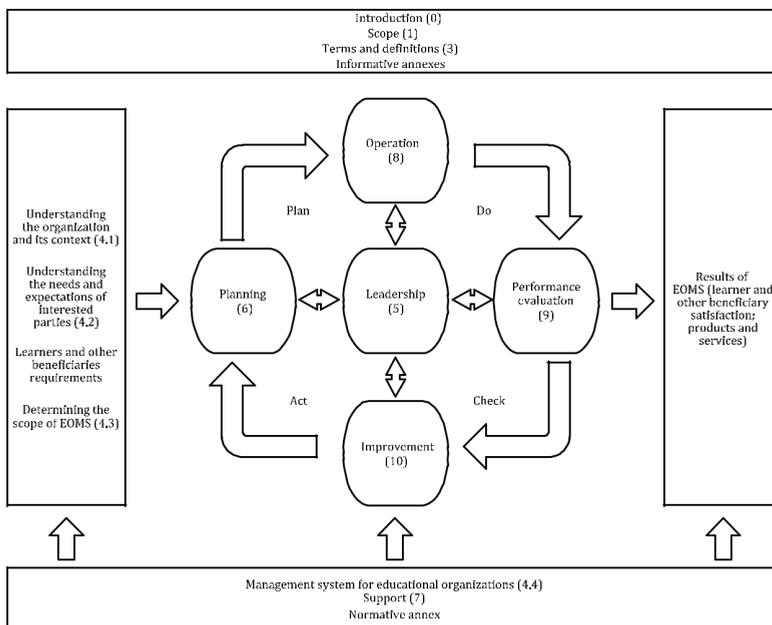 Introduction (0)
Scope (1)
Terms and definitions (3)
Informative annexes
Understanding
the organization
and its context (4.1)
Understanding
the needs and
expectations of
interested
parties (4.2)
Learners and other
beneficiaries
requirements
Determining the
scope of EOMS (4.3)
Operation
(8)
Plan
Do
Planning
(6)
Leadership
(5)
Performance
evaluation
(9)
Act
Check
Improvement
(10)
Results of
EOMS (learner and
other beneficiary
satisfaction;
products and
services)
Management system for educational organizations (4.4)
Support (7)
Normative annex